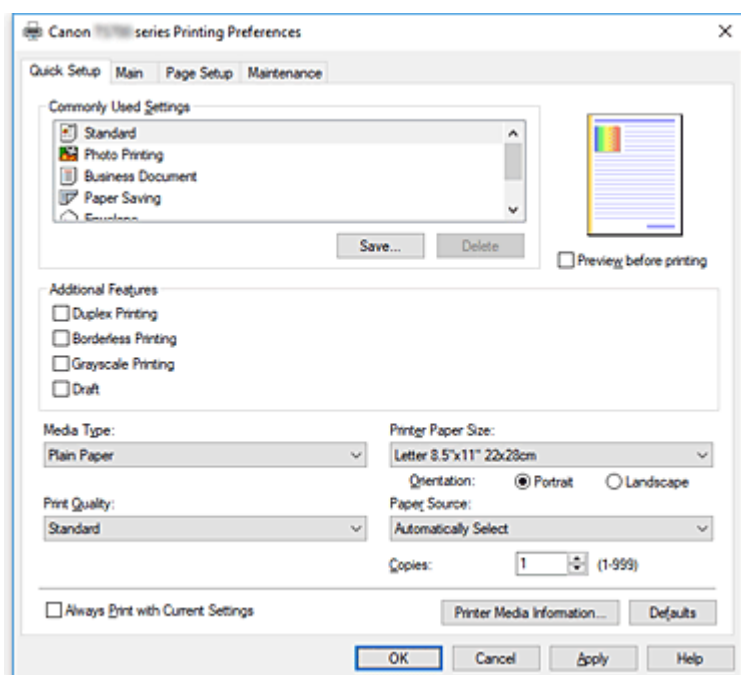 Canon series Printing Preferences
Quick Setup Main Page Setup Maintenance
Commonly Used Settings
Standard
Photo Printing
Business Document
Paper Saving
Envelope
Save... Delete
Preview before printing
Additional Features
Duplex Printing
Borderless Printing
Grayscale Printing
Draft
Media Type: Printer Paper Size:
Plain Paper Letter 8.5"x11" 22x28cm
Orientation: Portrait Landscape
Print Quality: Paper Source:
Standard Automatically Select
Copies: 1 (1-999)
Always Print with Current Settings Printer Media Information... Defaults
OK Cancel Apply Help